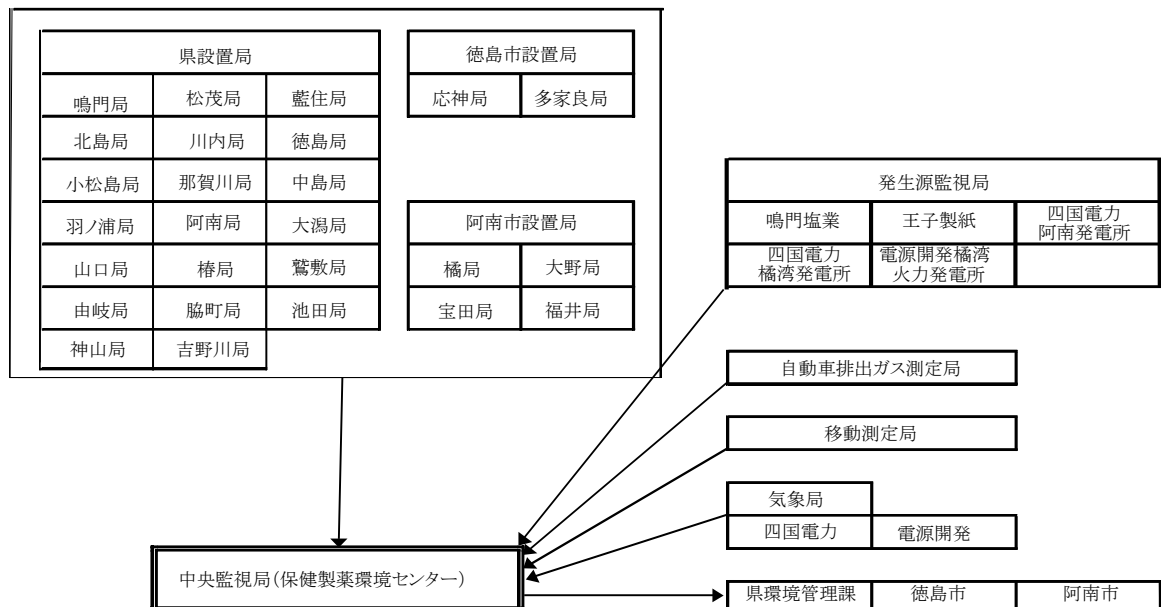 県設置局
鳴門局 松茂局 藍住局
北島局 川内局 徳島局
小松島局 那賀川局 中島局
羽ノ浦局 阿南局 大潟局
山口局 椿局 鷲敷局
由岐局 脇町局 池田局
神山局 吉野川局
徳島市設置局
応神局 多家良局
阿南市設置局
橘局 大野局
宝田局 福井局
発生源監視局
鳴門塩業 王子製紙 四国電力
阿南発電所
四国電力
橘湾発電所
電源開発橘湾
火力発電所
自動車排出ガス測定局
移動測定局
気象局
四国電力 電源開発
中央監視局(保健製薬環境センター)
県環境管理課 徳島市 阿南市